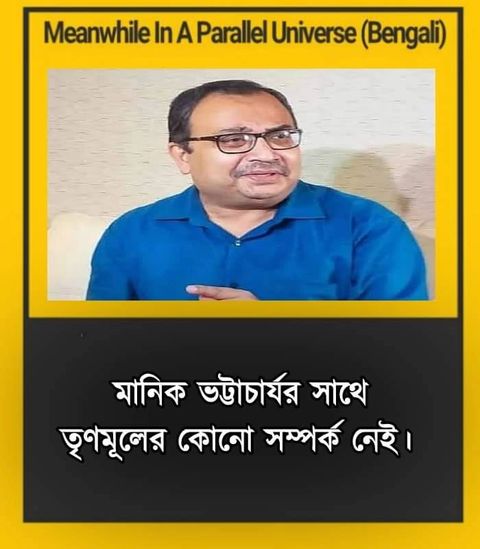 Meanwhile In A Parallel Universe (Bengali)
মানিক ভট্টাচার্যর সাথে
তৃণমূলের কোনো সম্পর্ক নেই।